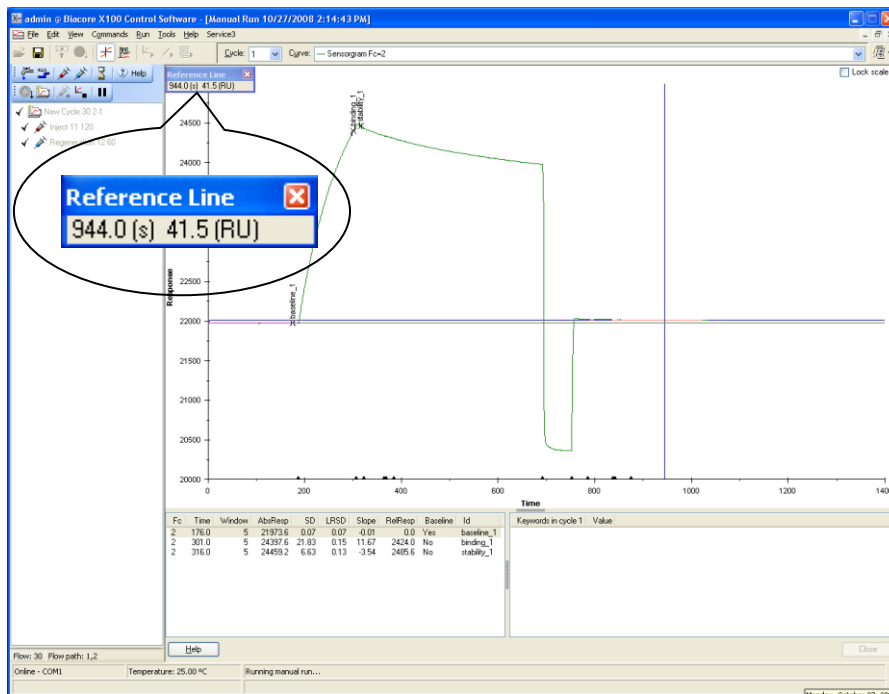 admin @ Biacore X100 Control Software - [Manual Run 10/27/2008 2:14:43 PM]
File Edit View Commands Run Tools Help Service3
Cycle: 1 Curve: — Sensorgram Fc=2
Help
Reference Line
944.0 (s) 41.5 (RU)
Lock scale
New Cycle 30 2-1
Inject 11 120
Regeneration 12 60
Reference Line
944.0 (s) 41.5 (RU)
binding_1
stability_1
baseline_1
Response
24500
24000
22500
22000
21500
21000
20500
20000
0 200 400 600 800 1000 1200 140
Time
Fc Time Window AbsResp SD LRSD Slope RelResp Baseline Id
2 176.0 5 21973.6 0.07 0.07 -0.01 0.0 Yes baseline_1
2 301.0 5 24397.6 21.83 0.15 11.67 2424.0 No binding_1
2 316.0 5 24459.2 6.63 0.13 -3.54 2485.6 No stability_1
Keywords in cycle 1 Value
Help
Close
Flow: 30 Flow path: 1,2
Online - COM1 Temperature: 25.00 ºC Running manual run...